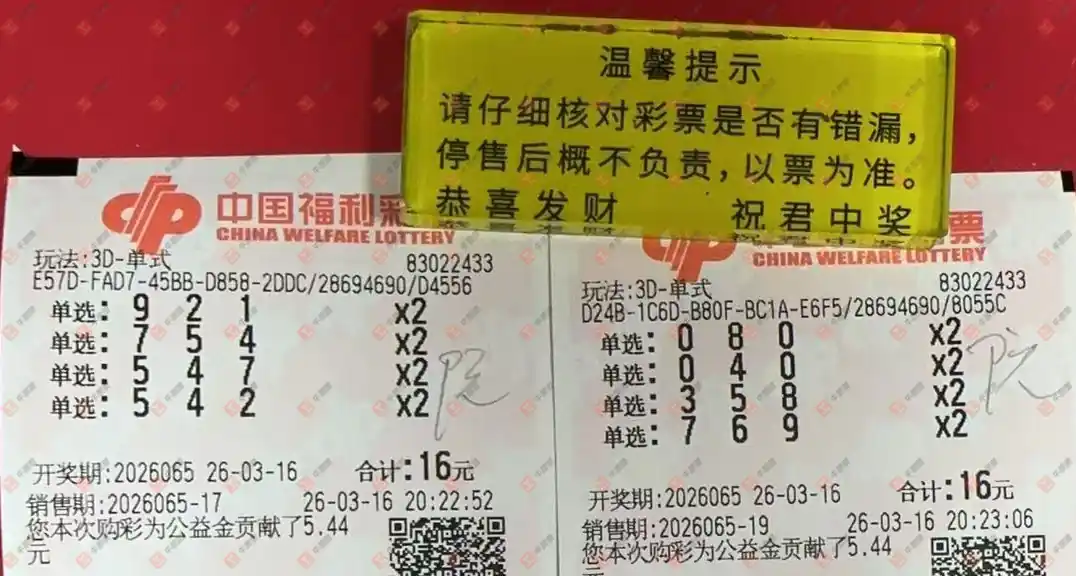 温馨提示
请仔细核对彩票是否有错漏，
停售后概不负责，以票为准。
恭喜发财 祝君中奖
中国福利彩
CHINA WELFARE LOTTERY
玩法:3D-单式 83022433
E57D-FAD7-45BB-D858-2DDC/28694690/D4556
单选: 9 2 1 x2
单选: 7 5 4 x2
单选: 5 4 7 x2
单选: 5 4 2 x2
开奖期:2026065 26-03-16 合计:16元
销售期:2026065-17 26-03-16 20:22:52
您本次购彩为公益金贡献了5.44
元
票
CHINA WELFARE LOTTERY
玩法:3D-单式 83022433
D24B-1C6D-B80F-BC1A-E6F5/28694690/8055C
单选: 0 8 0 x2
单选: 0 4 0 x2
单选: 3 5 8 x2
单选: 7 6 9 x2
开奖期:2026065 26-03-16 合计:16元
销售期:2026065-19 26-03-16 20:23:06
您本次购彩为公益金贡献了5.44
元